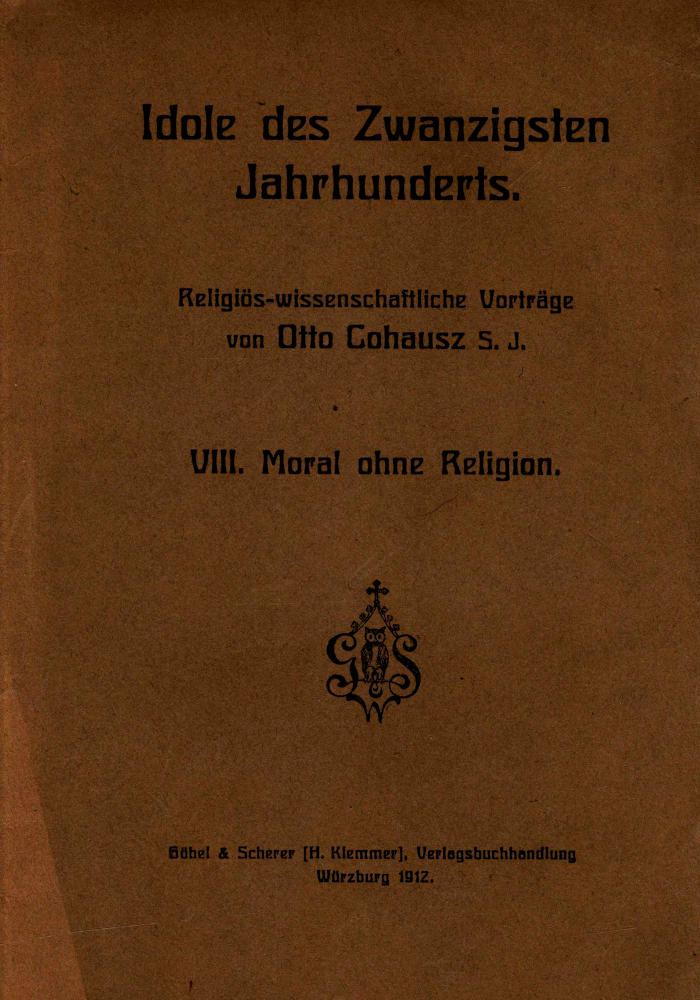 Idole des Zwanzigsten
Jahrhunderts.
Religiös-wissenschaftliche Vorträge
von Otto Cohausz S. J.
VIII. Moral ohne Religion.
G S
W
Göbel & Scherer [H. Klemmer], Verlagsbuchhandlung
Würzburg 1912.